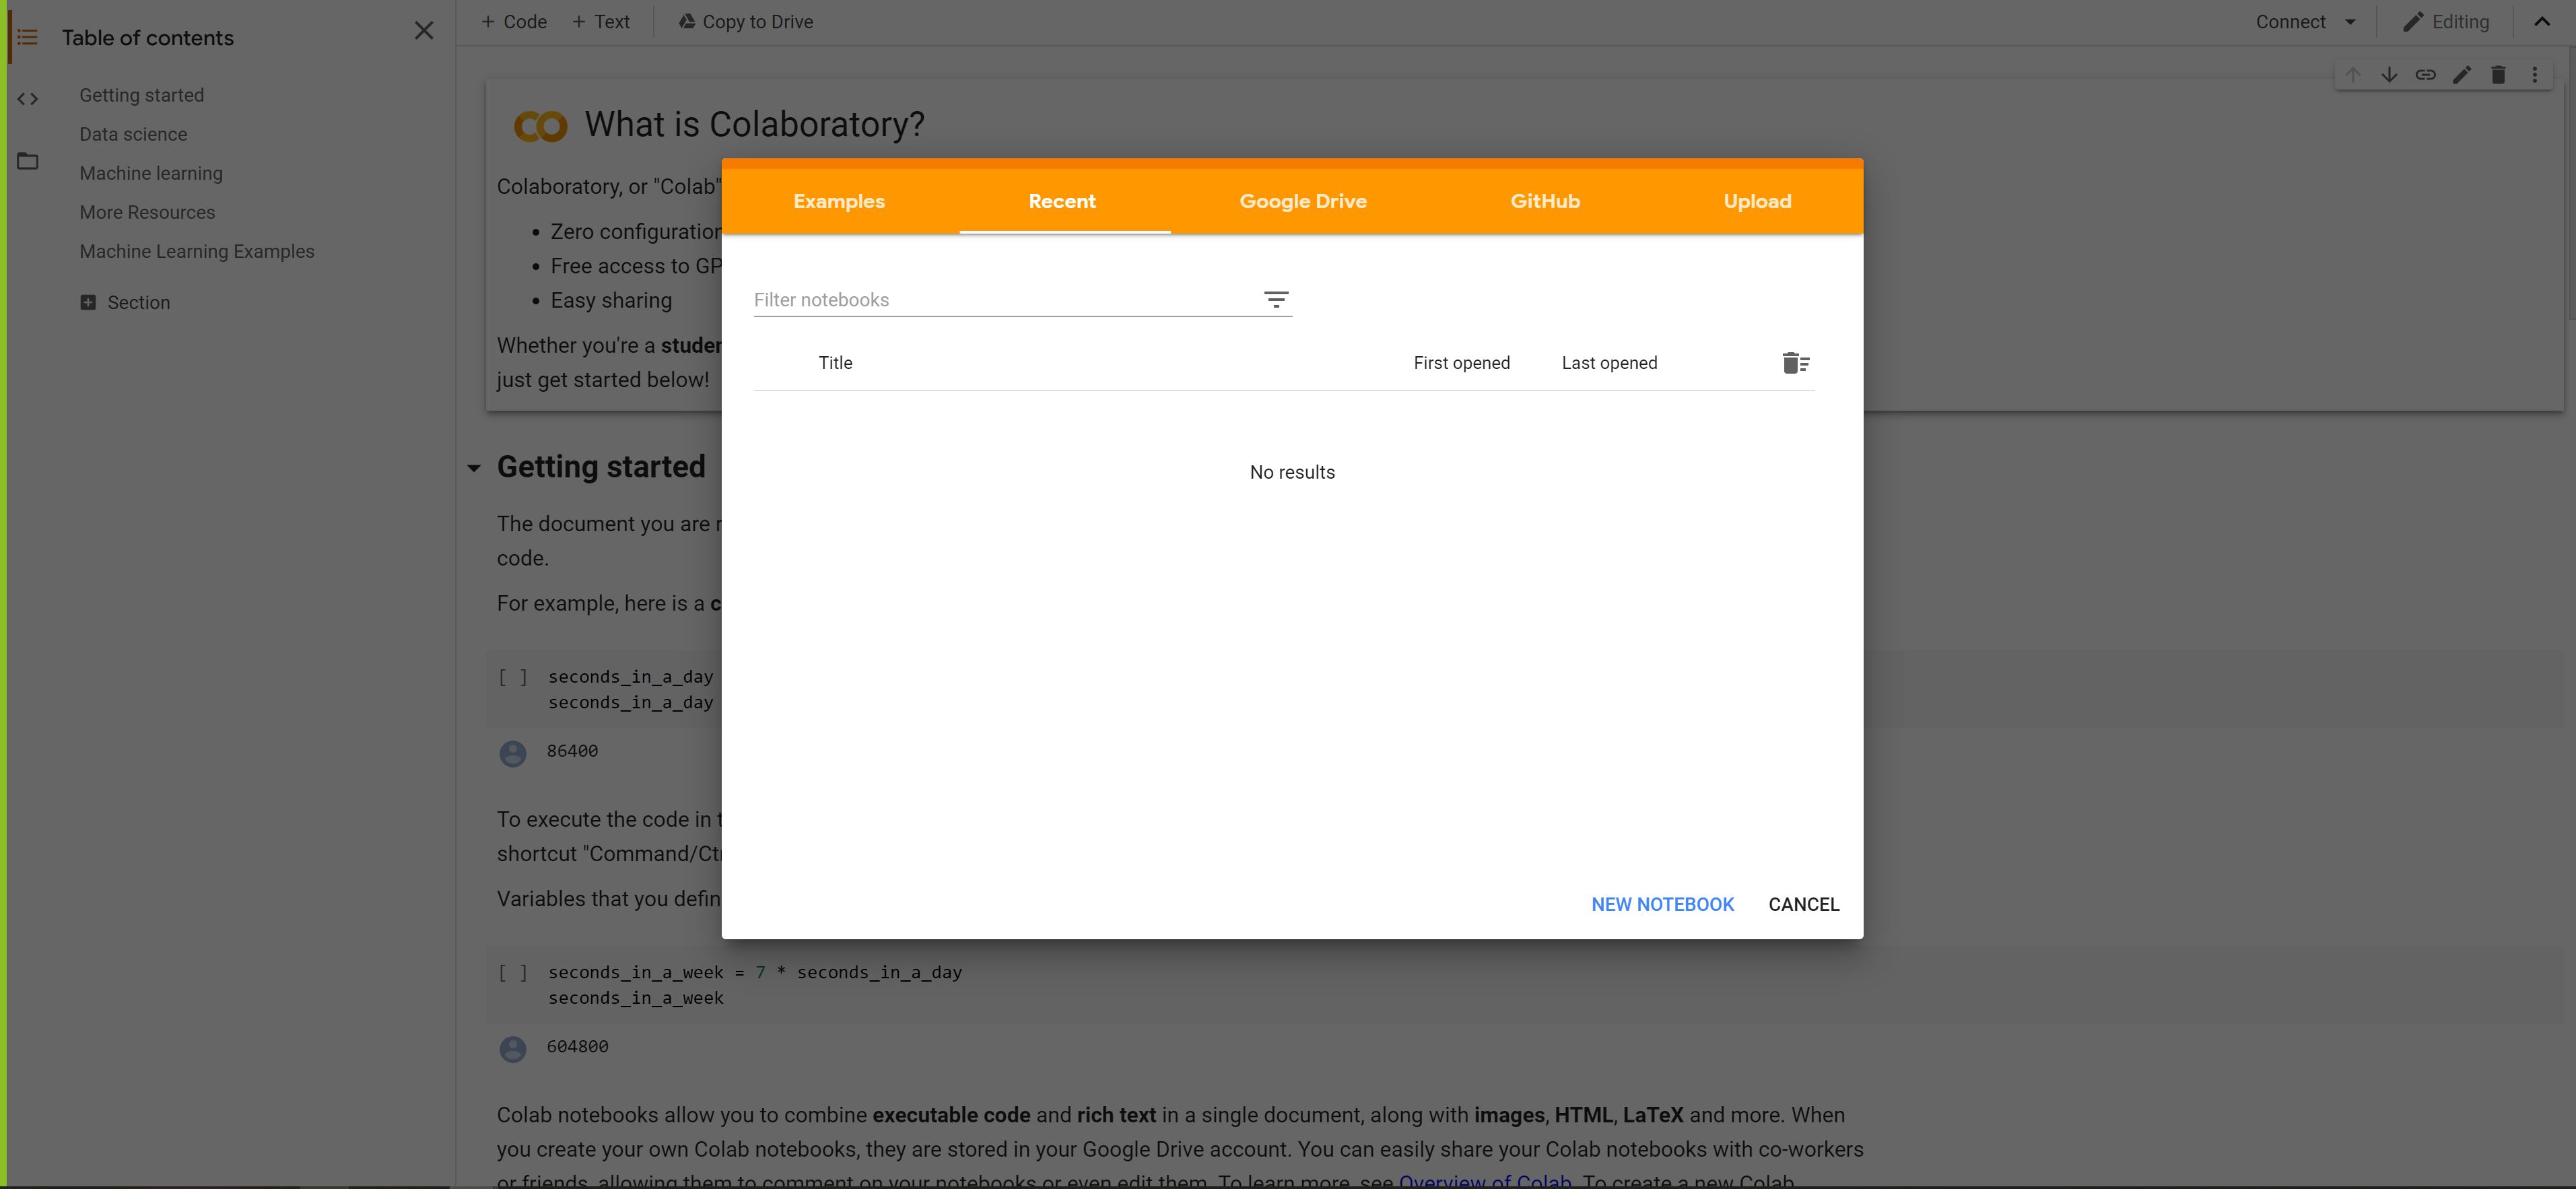 Table of contents
Getting started
Data science
Machine learning
More Resources
Machine Learning Examples
Section
+ Code + Text Copy to Drive
Connect Editing
What is Colaboratory?
Colaboratory, or "Colab"
Zero configuration
Free access to GP
Easy sharing
Whether you're a studen
just get started below!
Getting started
The document you are r
code.
For example, here is a c
[ ] seconds_in_a_day
seconds_in_a_day
86400
To execute the code in t
shortcut "Command/Ctr
Variables that you defin
[ ] seconds_in_a_week = 7 * seconds_in_a_day
seconds_in_a_week
604800
Colab notebooks allow you to combine executable code and rich text in a single document, along with images, HTML, LaTeX and more. When
you create your own Colab notebooks, they are stored in your Google Drive account. You can easily share your Colab notebooks with co-workers
or friends, allowing them to comment on your notebooks or even edit them. To learn more, see Overview of Colab. To create a new Colab
Examples Recent Google Drive GitHub Upload
Filter notebooks
Title First opened Last opened
No results
NEW NOTEBOOK CANCEL